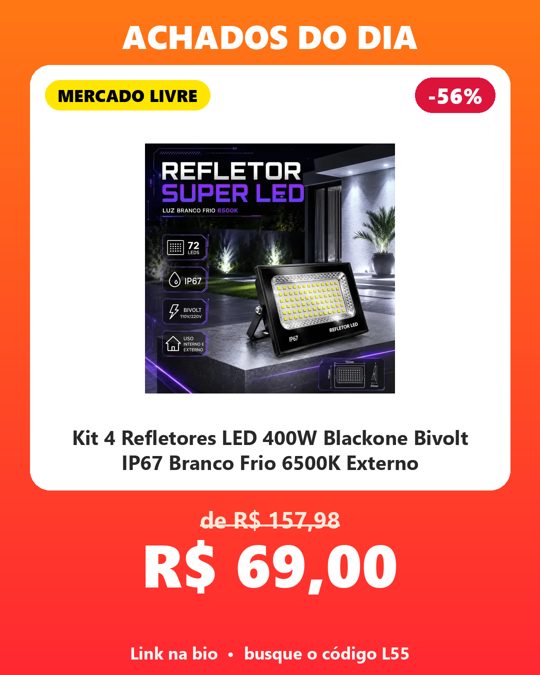 ACHADOS DO DIA
MERCADO LIVRE
-56%
REFLETOR
SUPER LED
LUZ BRANCO FRIO 6500K
72
LEDS
IP67
BIVOLT
110V/220V
USO
INTERNO E
EXTERNO
IP67
REFLETOR LED
Kit 4 Refletores LED 400W Blackone Bivolt
IP67 Branco Frio 6500K Externo
de R$ 157,98
R$ 69,00
Link na bio • busque o código L55